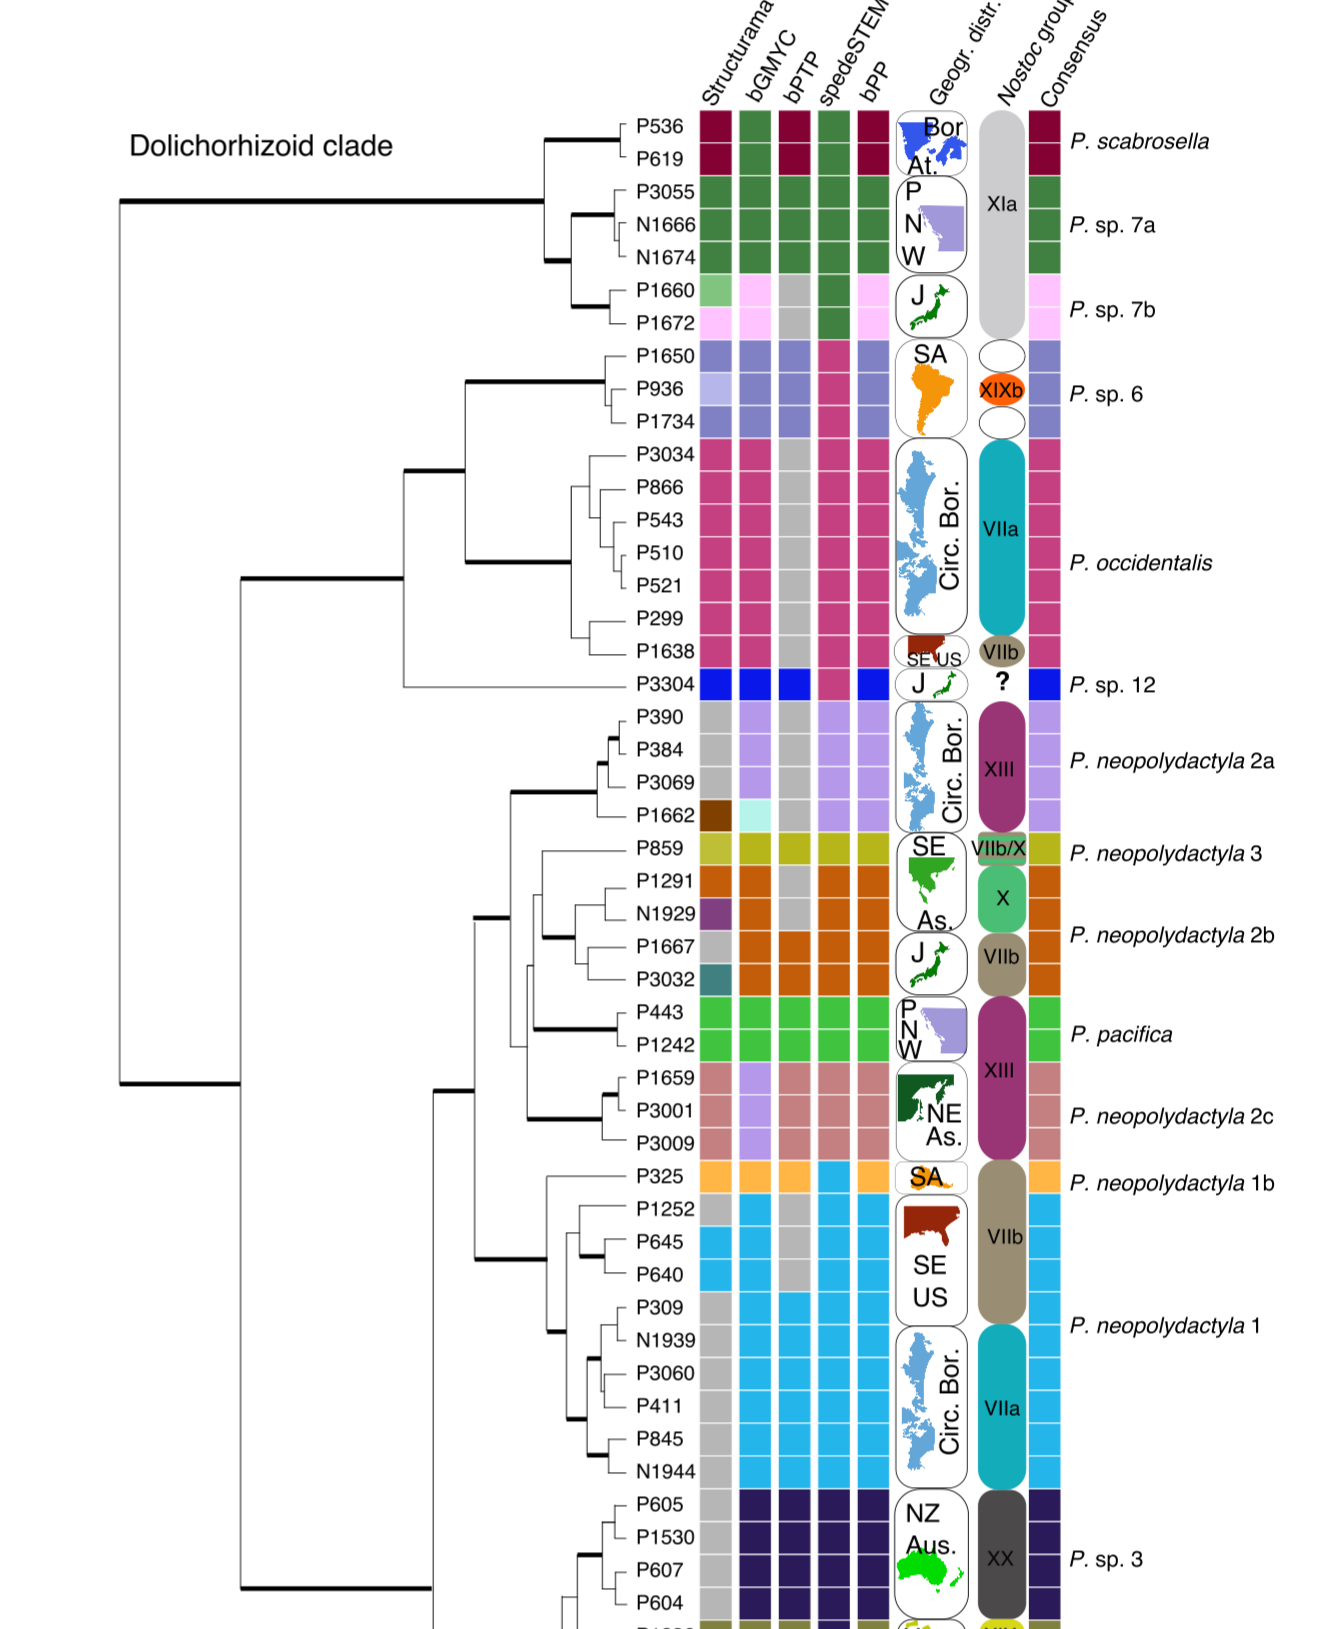 Structurama
bGMYC
bPTP
spedeSTEM
bPP
Geogr. distr.
Nostoc group
Consensus
Dolichorhizoid clade
P536
P619
P3055
N1666
N1674
P1660
P1672
P1650
P936
P1734
P3034
P866
P543
P510
P521
P299
P1638
P3304
P390
P384
P3069
P1662
P859
P1291
N1929
P1667
P3032
P443
P1242
P1659
P3001
P3009
P325
P1252
P645
P640
P309
N1939
P3060
P411
P845
N1944
P605
P1530
P607
P604
Bor
At.
P
N
W
J
SA
Circ. Bor.
SE US
J
Circ. Bor.
SE
As.
J
P
N
W
NE
As.
SA
SE
US
Circ. Bor.
NZ
Aus.
XIa
XIXb
VIIa
VIIb
?
XIII
VIIb/X
X
VIIb
XIII
VIIb
VIIa
XX
P. scabrosella
P. sp. 7a
P. sp. 7b
P. sp. 6
P. occidentalis
P. sp. 12
P. neopolydactyla 2a
P. neopolydactyla 3
P. neopolydactyla 2b
P. pacifica
P. neopolydactyla 2c
P. neopolydactyla 1b
P. neopolydactyla 1
P. sp. 3